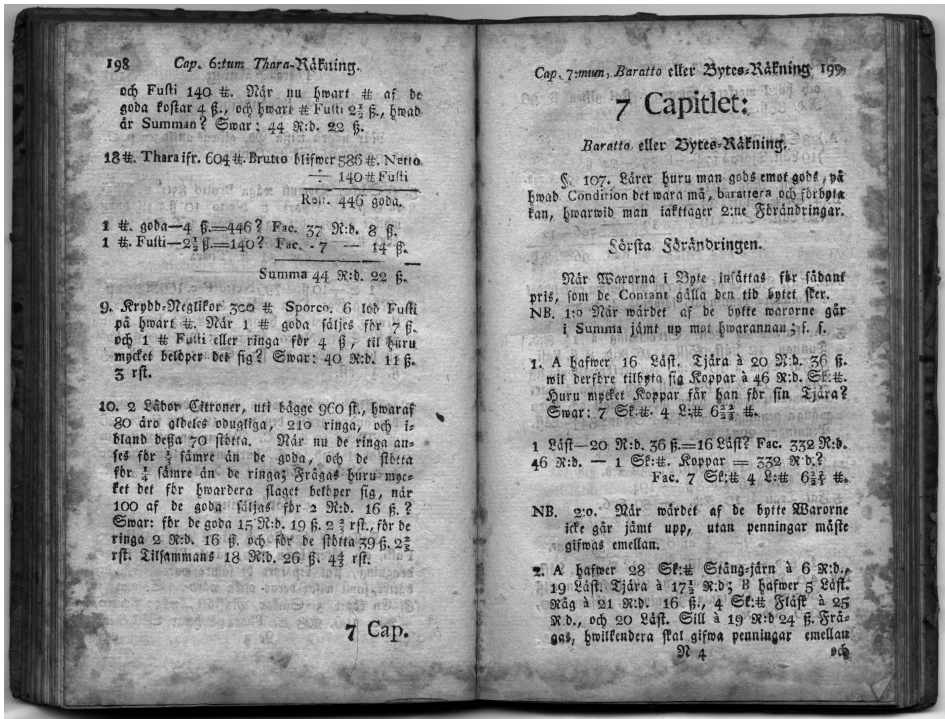 198 Cap. 6:tum Thara-Räkning.
och Fusti 140 #. När nu hwart # af de
goda kostar 4 ß., och hwart # Fusti 2½ ß., hwad
är Summan? Swar: 44 R:d. 22 ß.
18 #. Thara ifr. 604 #. Brutto blifwer 586 #. Netto
÷ 140 # Fusti
Rest. 446 goda.
1 #. goda—4 ß.=446? Fac. 37 R:d. 8 ß.
1 #. Fusti—2½ ß.=140? Fac. - 7 — 14 ß.
Summa 44 R:d. 22 ß.
9. Krydd-Neglikor 300 # Sporco. 6 lod Fusti
på hwart #. När 1 # goda säljes för 7 ß.
och 1 # Fusti eller ringa för 4 ß, til huru
mycket belöper det sig? Swar: 40 R:d. 11 ß.
3 rst.
10. 2 Lådor Citroner, uti bägge 960 st., hwaraf
80 äro aldeles odugliga, 210 ringa, och i-
bland dessa 70 stötta. När nu de ringa an-
ses för ⅓ sämre än de goda, och de stötta
för ¼ sämre än de ringa; Frågas huru myc-
ket det för hwardera slaget belöper sig, när
100 af de goda säljas för 2 R:d. 16 ß.?
Swar: för de goda 15 R:d. 19 ß. 2 ⅖ rst., för de
ringa 2 R:d. 16 ß. och för de stötta 39 ß. 2⅖
rst. Tilsammans 18 R:d. 26 ß. 4⅘ rst.
7 Cap.
Cap. 7:mun, Baratto eller Bytes-Räkning 199.
7 Capitlet:
Baratto eller Bytes-Räkning.
§. 107. Lärer huru man gods emot gods, på
hwad Condition det wara må, barattera och förbyta
kan, hwarwid man iakttager 2:ne Förändringar.
Första Förändringen.
När Warorna i Byte insättas för sådant
pris, som de Contant gälla den tid bytet sker.
NB. 1:o När wärdet af de bytte warorne går
i Summa jämt up mot hwarannan; s. s.
1. A hafwer 16 Läst. Tjära à 20 R:d. 36 ß.
wil derföre tilbyta sig Koppar à 46 R:d. Sk:#.
Huru mycket Koppar får han för sin Tjära?
Swar: 7 Sk:#. 4 L:# 6 22/23 #.
1 Läst—20 R:d. 36 ß.=16 Läst? Fac. 332 R:d.
46 R:d. — 1 Sk:#. Koppar = 332 R:d.?
Fac. 7 Sk:# 4 L:# 6 22/23 #.
NB. 2:o. När wärdet af de bytte Warorne
icke går jämt upp, utan penningar måste
gifwas emellan.
2. A hafwer 28 Sk:# Stång-järn à 6 R:d.,
19 Läst. Tjära à 17½ R:d; B hafwer 5 Läst.
Råg à 21 R:d. 16 ß., 4 Sk:# Fläsk à 25
R:d., och 20 Läst. Sill à 19 R:d 24 ß. Frå-
gas, hwilkendera skal gifwa penningar emellan
N 4 och